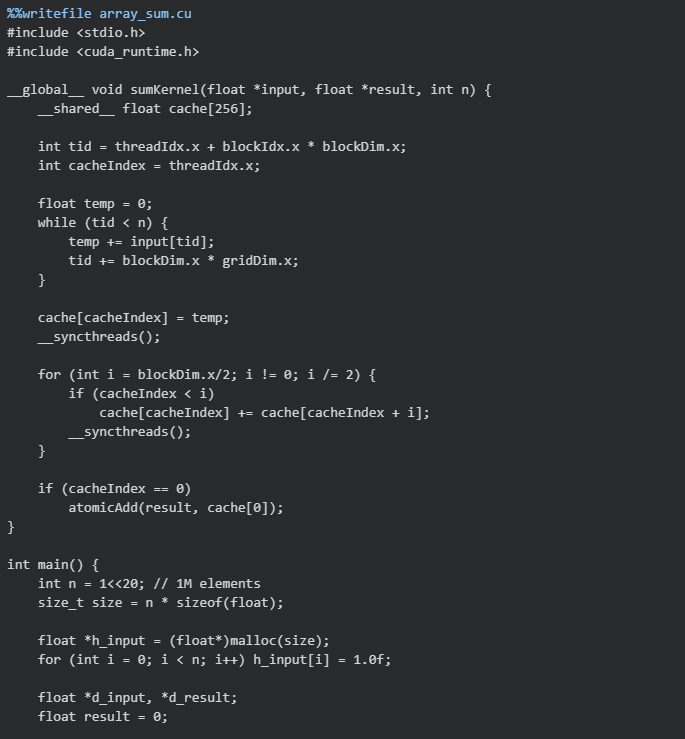 %%writefile array_sum.cu
#include <stdio.h>
#include <cuda_runtime.h>

__global__ void sumKernel(float *input, float *result, int n) {
    __shared__ float cache[256];

    int tid = threadIdx.x + blockIdx.x * blockDim.x;
    int cacheIndex = threadIdx.x;

    float temp = 0;
    while (tid < n) {
        temp += input[tid];
        tid += blockDim.x * gridDim.x;
    }

    cache[cacheIndex] = temp;
    __syncthreads();

    for (int i = blockDim.x/2; i != 0; i /= 2) {
        if (cacheIndex < i)
            cache[cacheIndex] += cache[cacheIndex + i];
        __syncthreads();
    }

    if (cacheIndex == 0)
        atomicAdd(result, cache[0]);
}

int main() {
    int n = 1<<20; // 1M elements
    size_t size = n * sizeof(float);

    float *h_input = (float*)malloc(size);
    for (int i = 0; i < n; i++) h_input[i] = 1.0f;

    float *d_input, *d_result;
    float result = 0;